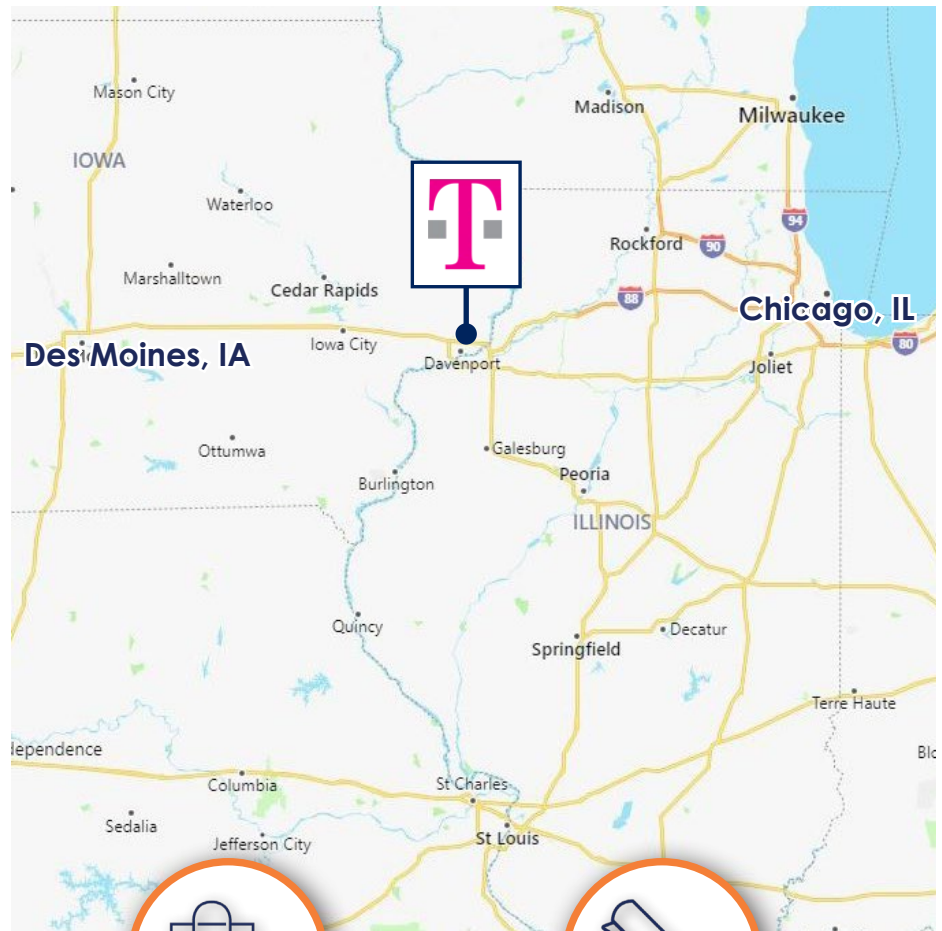 Mason City
Madison
Milwaukee
IOWA
T
Waterloo
94
Rockford
90
Marshalltown
Cedar Rapids
88
Chicago, IL
Iowa City
80
Des Moines, IA
Davenport
Joliet
Ottumwa
Galesburg
Peoria
Burlington
ILLINOIS
Quincy
Decatur
Springfield
Terre Haute
dependence
Blo
Columbia
St Charles
Sedalia
St Louis
Jefferson City